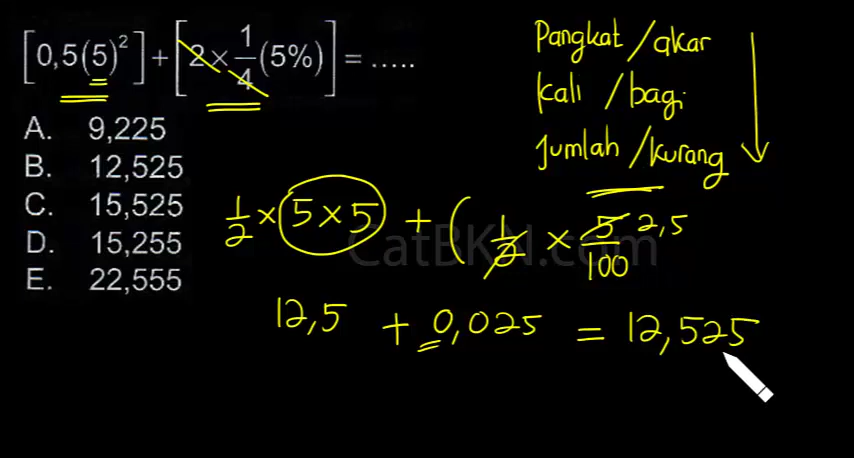 [0,5(5)²] + [2 × 1/4 (5%)] = .....
A. 9,225
B. 12,525
C. 15,525
D. 15,255
E. 22,555
Pangkat / akar
kali / bagi
Jumlah / kurang
1/2 × 5 × 5 + ( 1/2 × 5/100 2,5
CatBKN.com
12,5 + 0,025 = 12,525